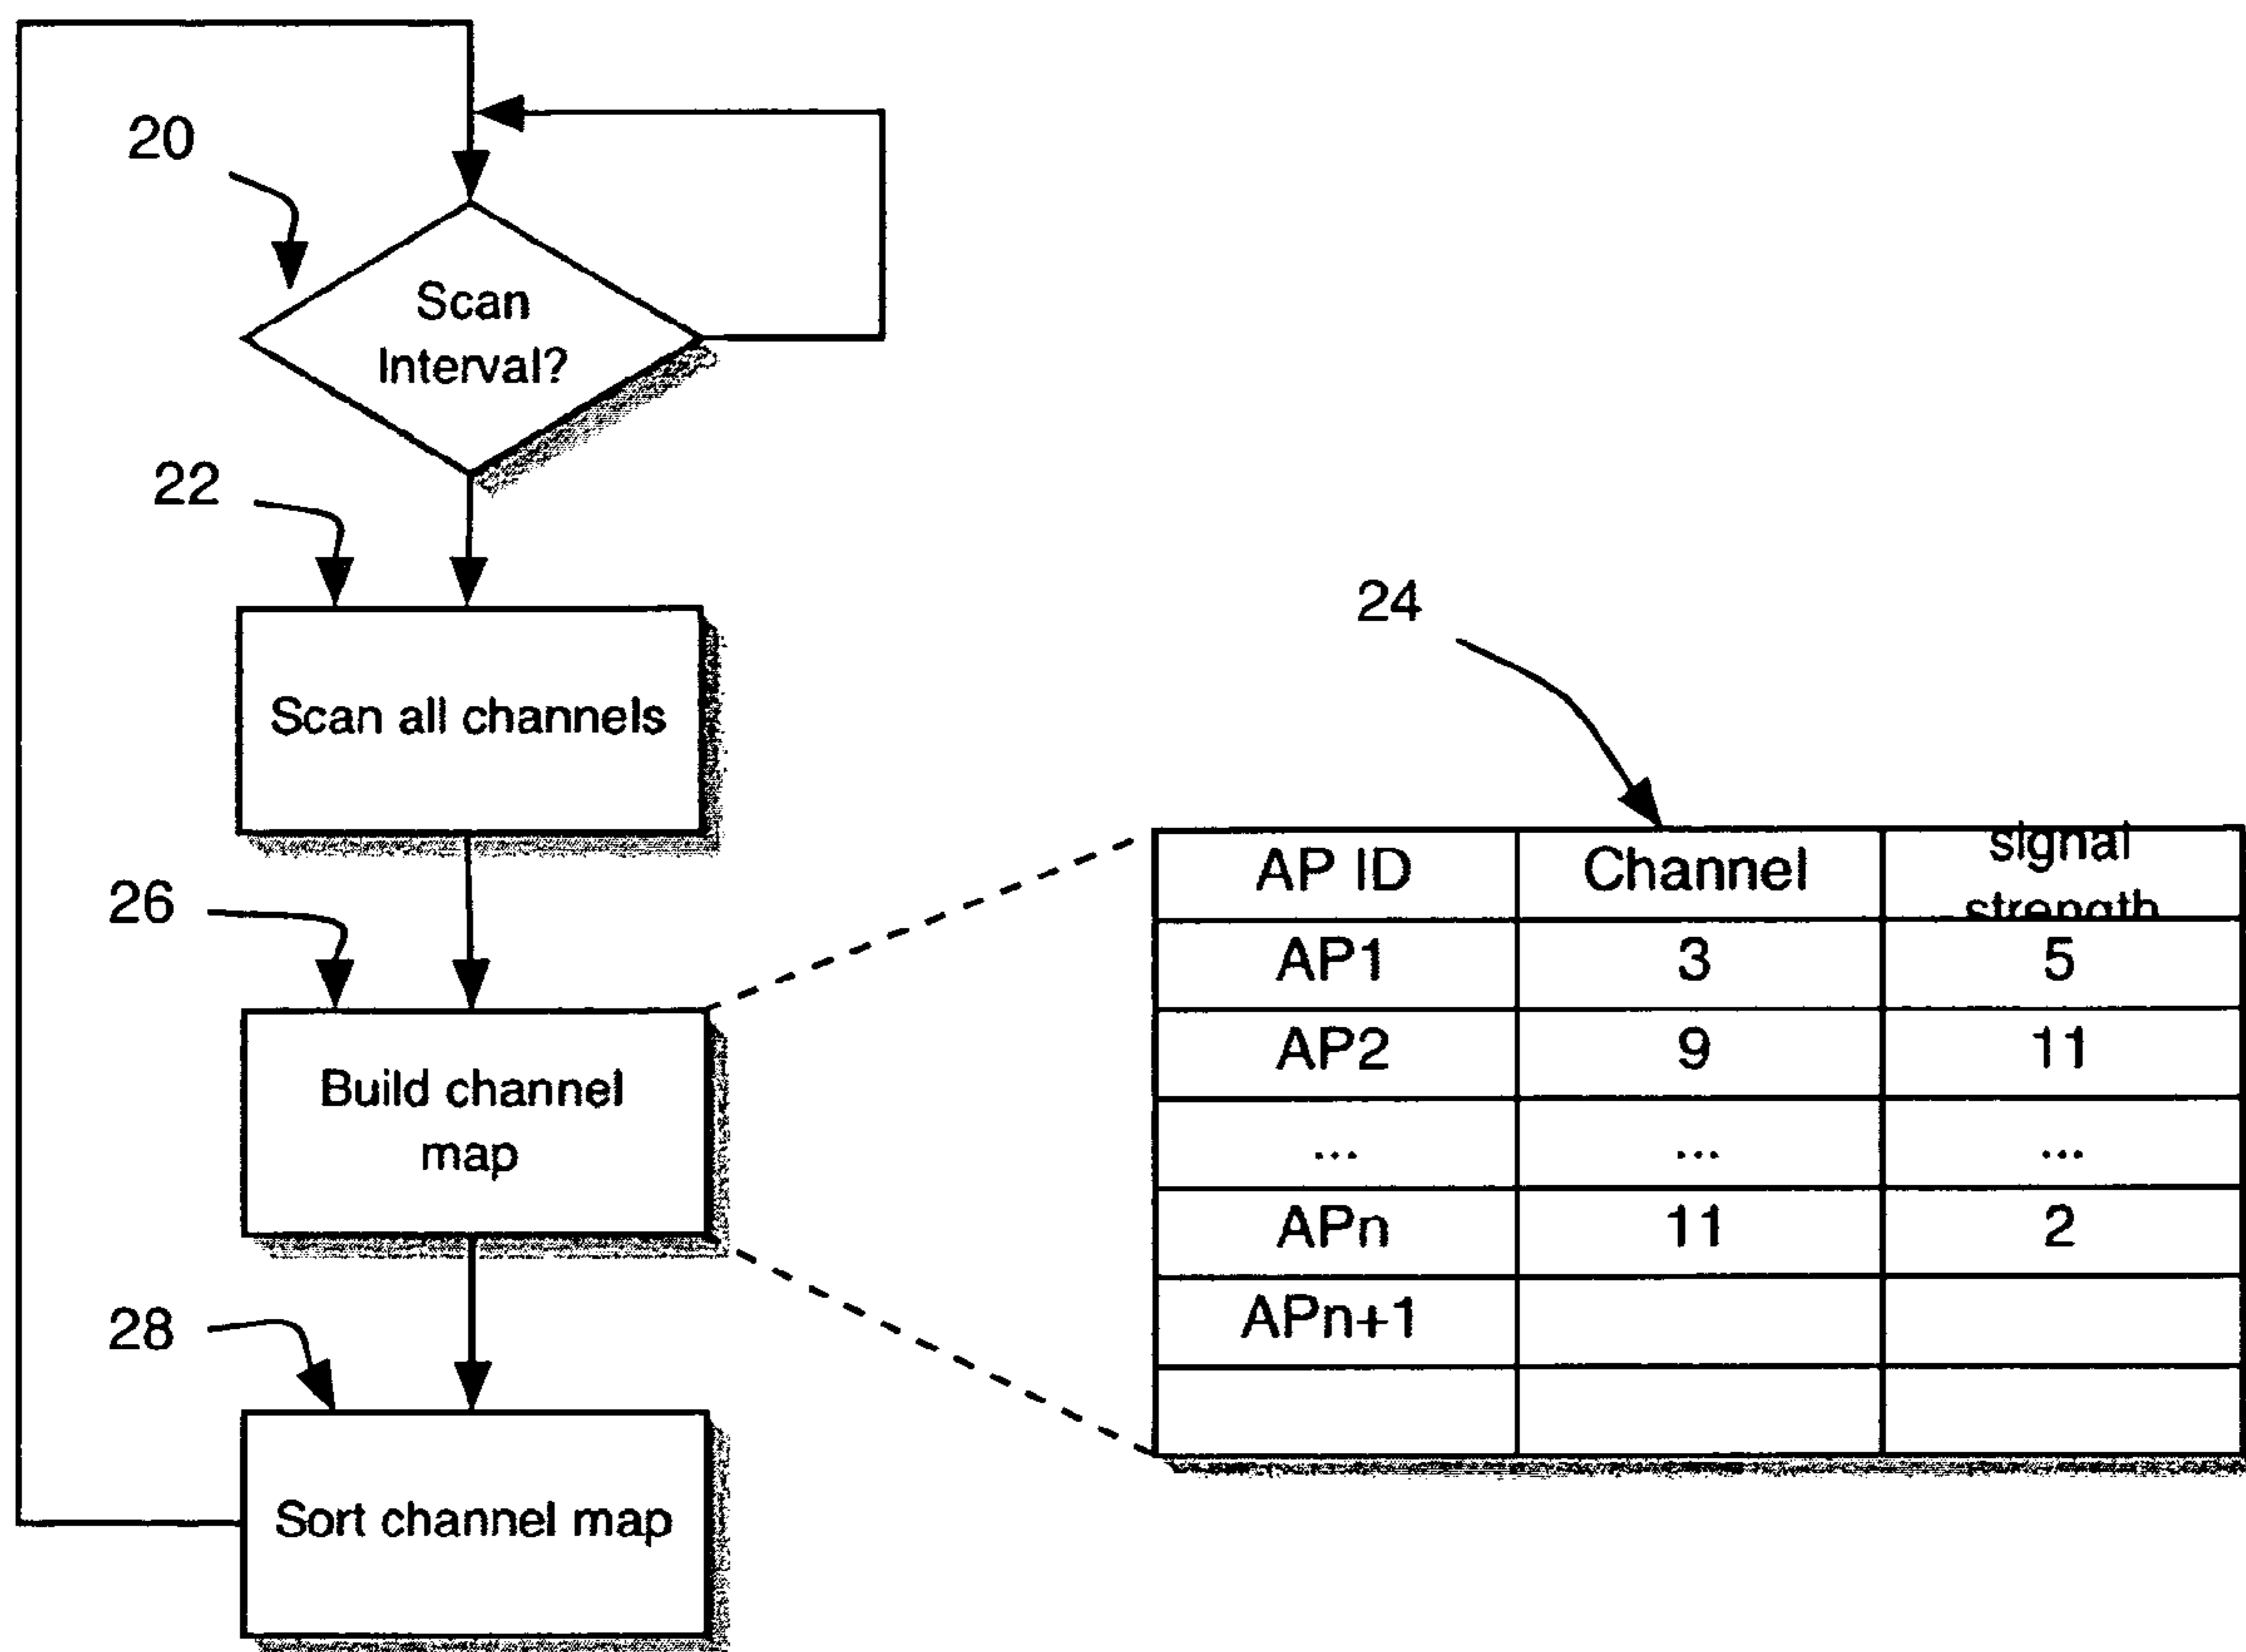 20
Scan
Interval?
22
Scan all channels
26
Build channel
map
28
Sort channel map
24
AP ID Channel signal
strength
AP1 3 5
AP2 9 11
... ... ...
APn 11 2
APn+1